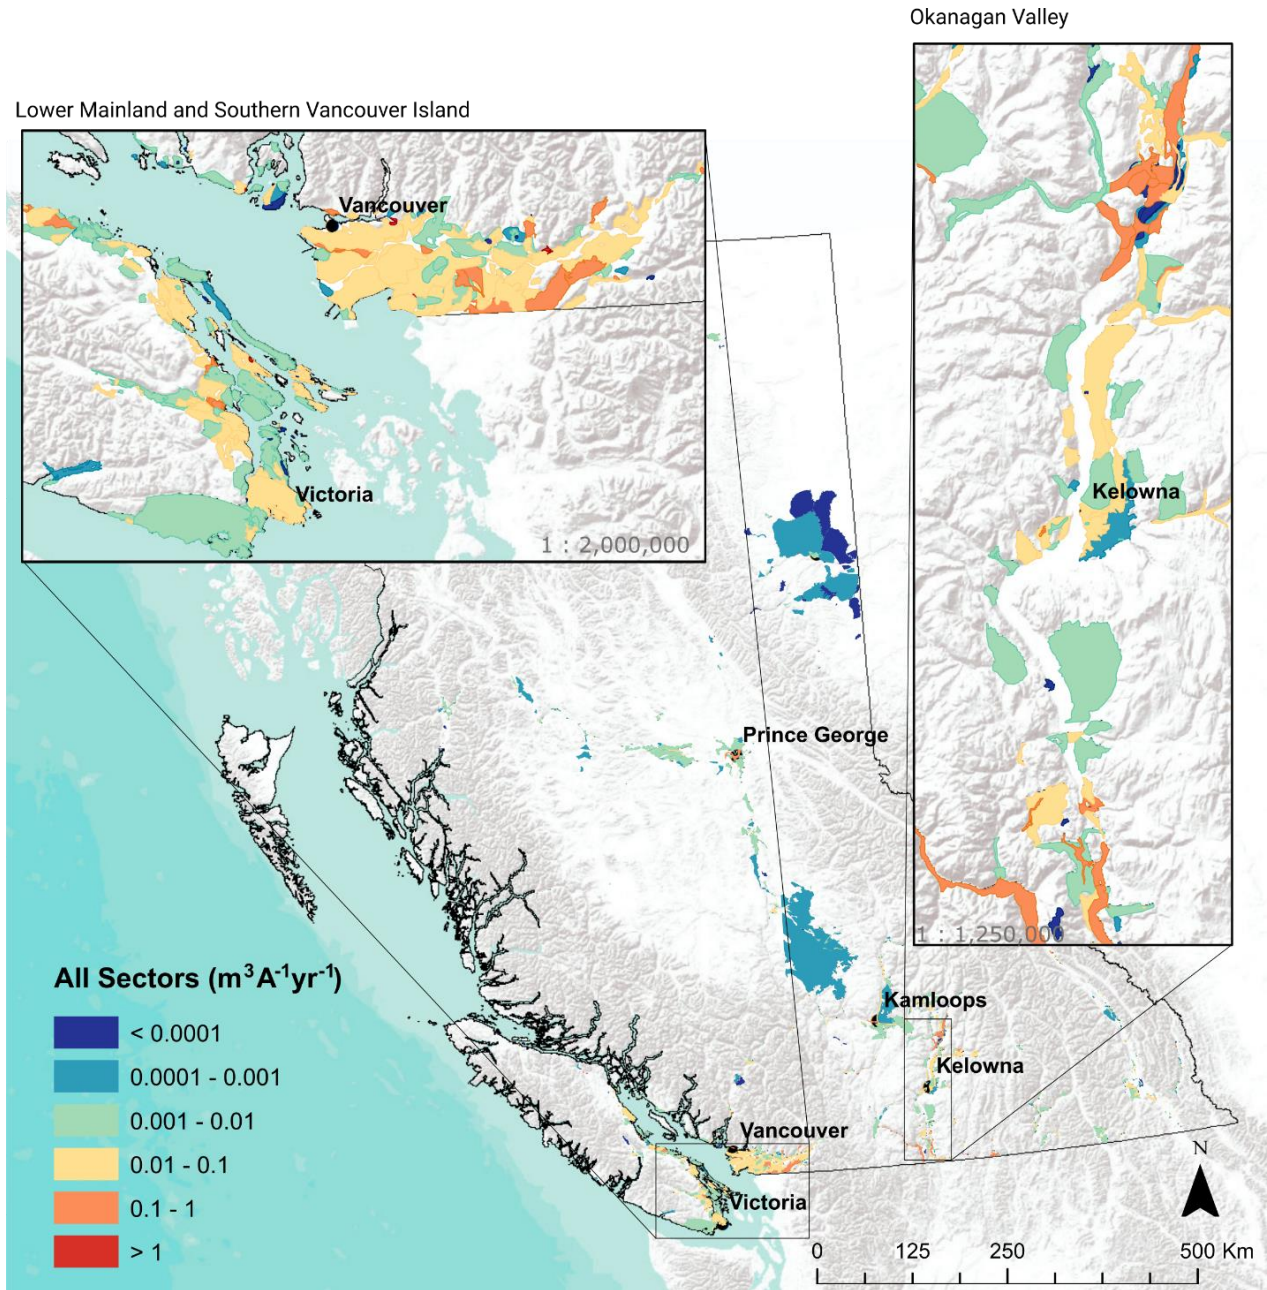 Okanagan Valley
Lower Mainland and Southern Vancouver Island
Vancouver
Victoria
1 : 2,000,000
Kelowna
1 : 1,250,000
Prince George
Kamloops
Kelowna
Vancouver
Victoria
All Sectors (m³A⁻¹yr⁻¹)
< 0.0001
0.0001 - 0.001
0.001 - 0.01
0.01 - 0.1
0.1 - 1
> 1
N
0 125 250 500 Km